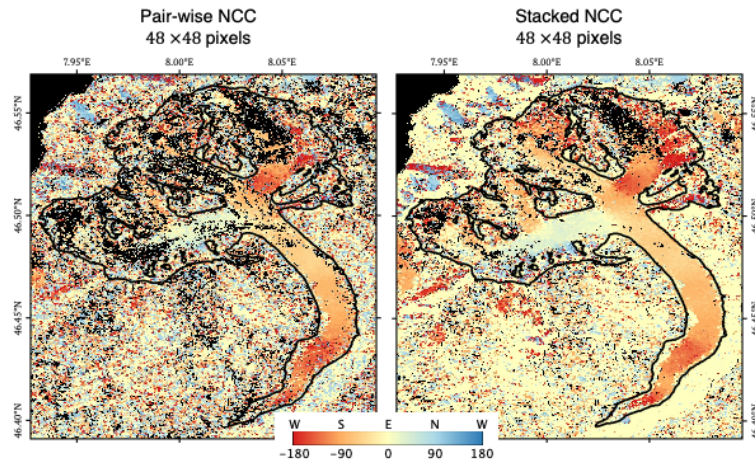 Pair-wise NCC
48 ×48 pixels
Stacked NCC
48 ×48 pixels
7.95°E 8.00°E 8.05°E
7.95°E 8.00°E 8.05°E
46.55°N
46.50°N
46.45°N
46.40°N
W S E N W
−180 −90 0 90 180